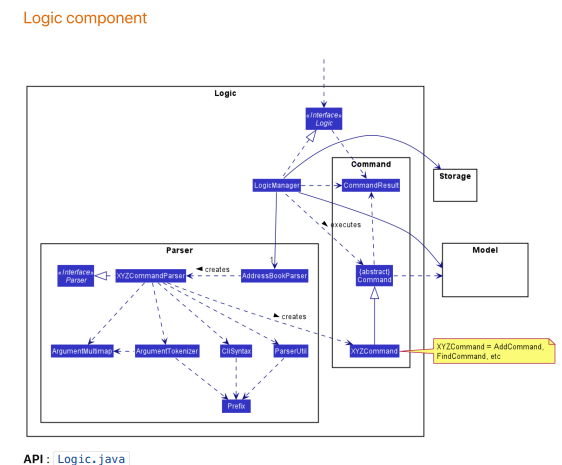 Logic component
Logic
«Interface»
Logic
Command
LogicManager
CommandResult
Storage
executes
Parser
Model
«Interface»
Parser
XYZCommandParser
creates
1
AddressBookParser
{abstract}
Command
creates
ArgumentMultimap
ArgumentTokenizer
CliSyntax
ParserUtil
XYZCommand
XYZCommand = AddCommand,
FindCommand, etc
Prefix
API : Logic.java